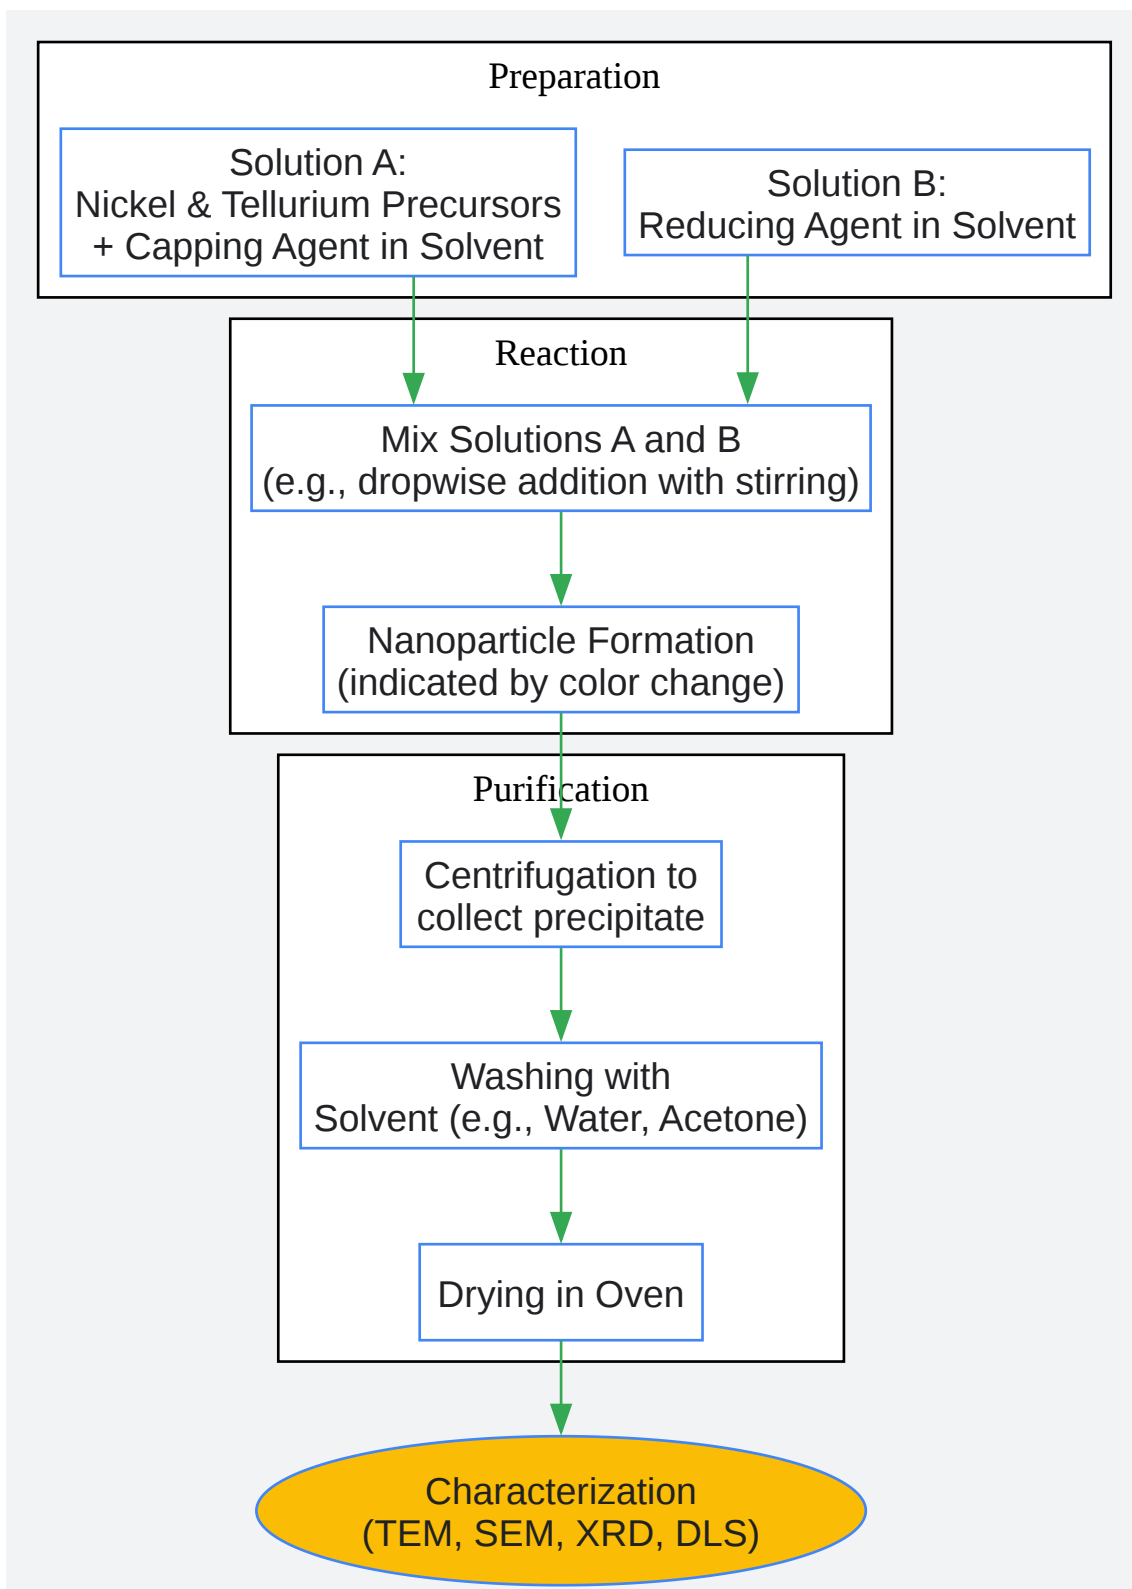 Preparation
Solution A:
Nickel & Tellurium Precursors
+ Capping Agent in Solvent
Solution B:
Reducing Agent in Solvent
Reaction
Mix Solutions A and B
(e.g., dropwise addition with stirring)
Nanoparticle Formation
(indicated by color change)
Purification
Centrifugation to
collect precipitate
Washing with
Solvent (e.g., Water, Acetone)
Drying in Oven
Characterization
(TEM, SEM, XRD, DLS)